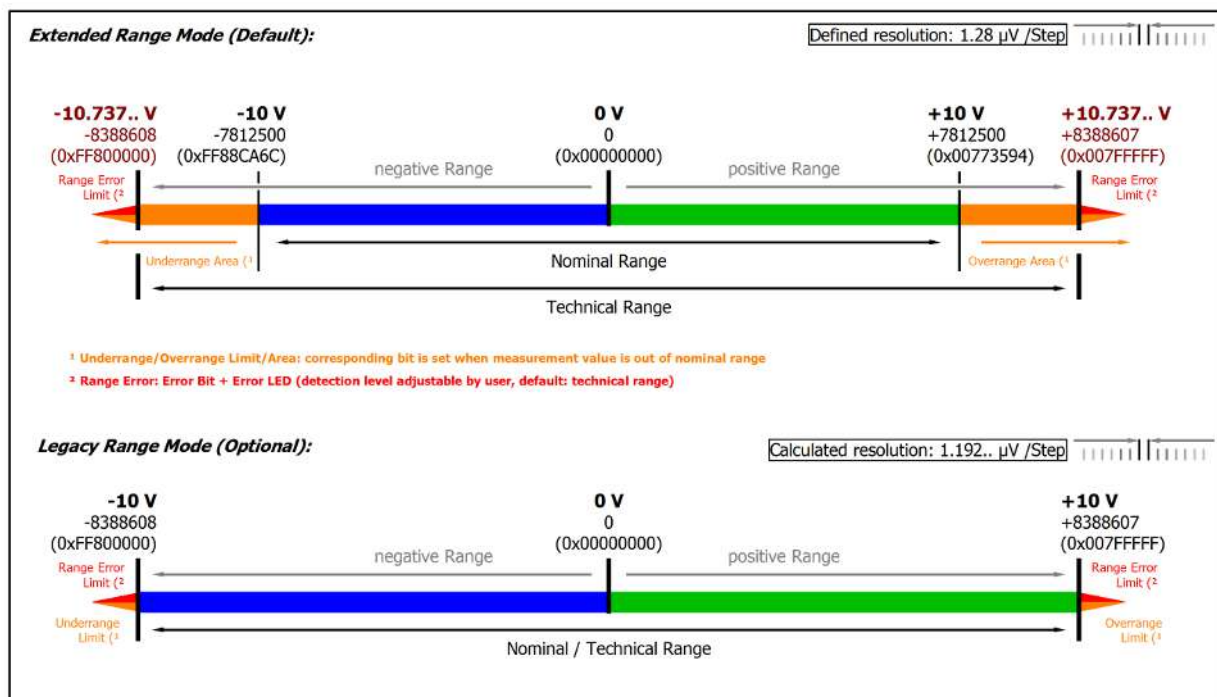 Extended Range Mode (Default):
Defined resolution: 1.28 µV /Step
-10.737.. V
-8388608
(0xFF800000)
-10 V
-7812500
(0xFF88CA6C)
0 V
0
(0x00000000)
+10 V
+7812500
(0x00773594)
+10.737.. V
+8388607
(0x007FFFFF)
Range Error
Limit (²
negative Range
positive Range
Range Error
Limit (²
Underrange Area (¹
Nominal Range
Overrange Area (¹
Technical Range
¹ Underrange/Overrange Limit/Area: corresponding bit is set when measurement value is out of nominal range
² Range Error: Error Bit + Error LED (detection level adjustable by user, default: technical range)
Legacy Range Mode (Optional):
Calculated resolution: 1.192.. µV /Step
-10 V
-8388608
(0xFF800000)
0 V
0
(0x00000000)
+10 V
+8388607
(0x007FFFFF)
Range Error
Limit (²
negative Range
positive Range
Range Error
Limit (²
Underrange
Limit (¹
Nominal / Technical Range
Overrange
Limit (¹